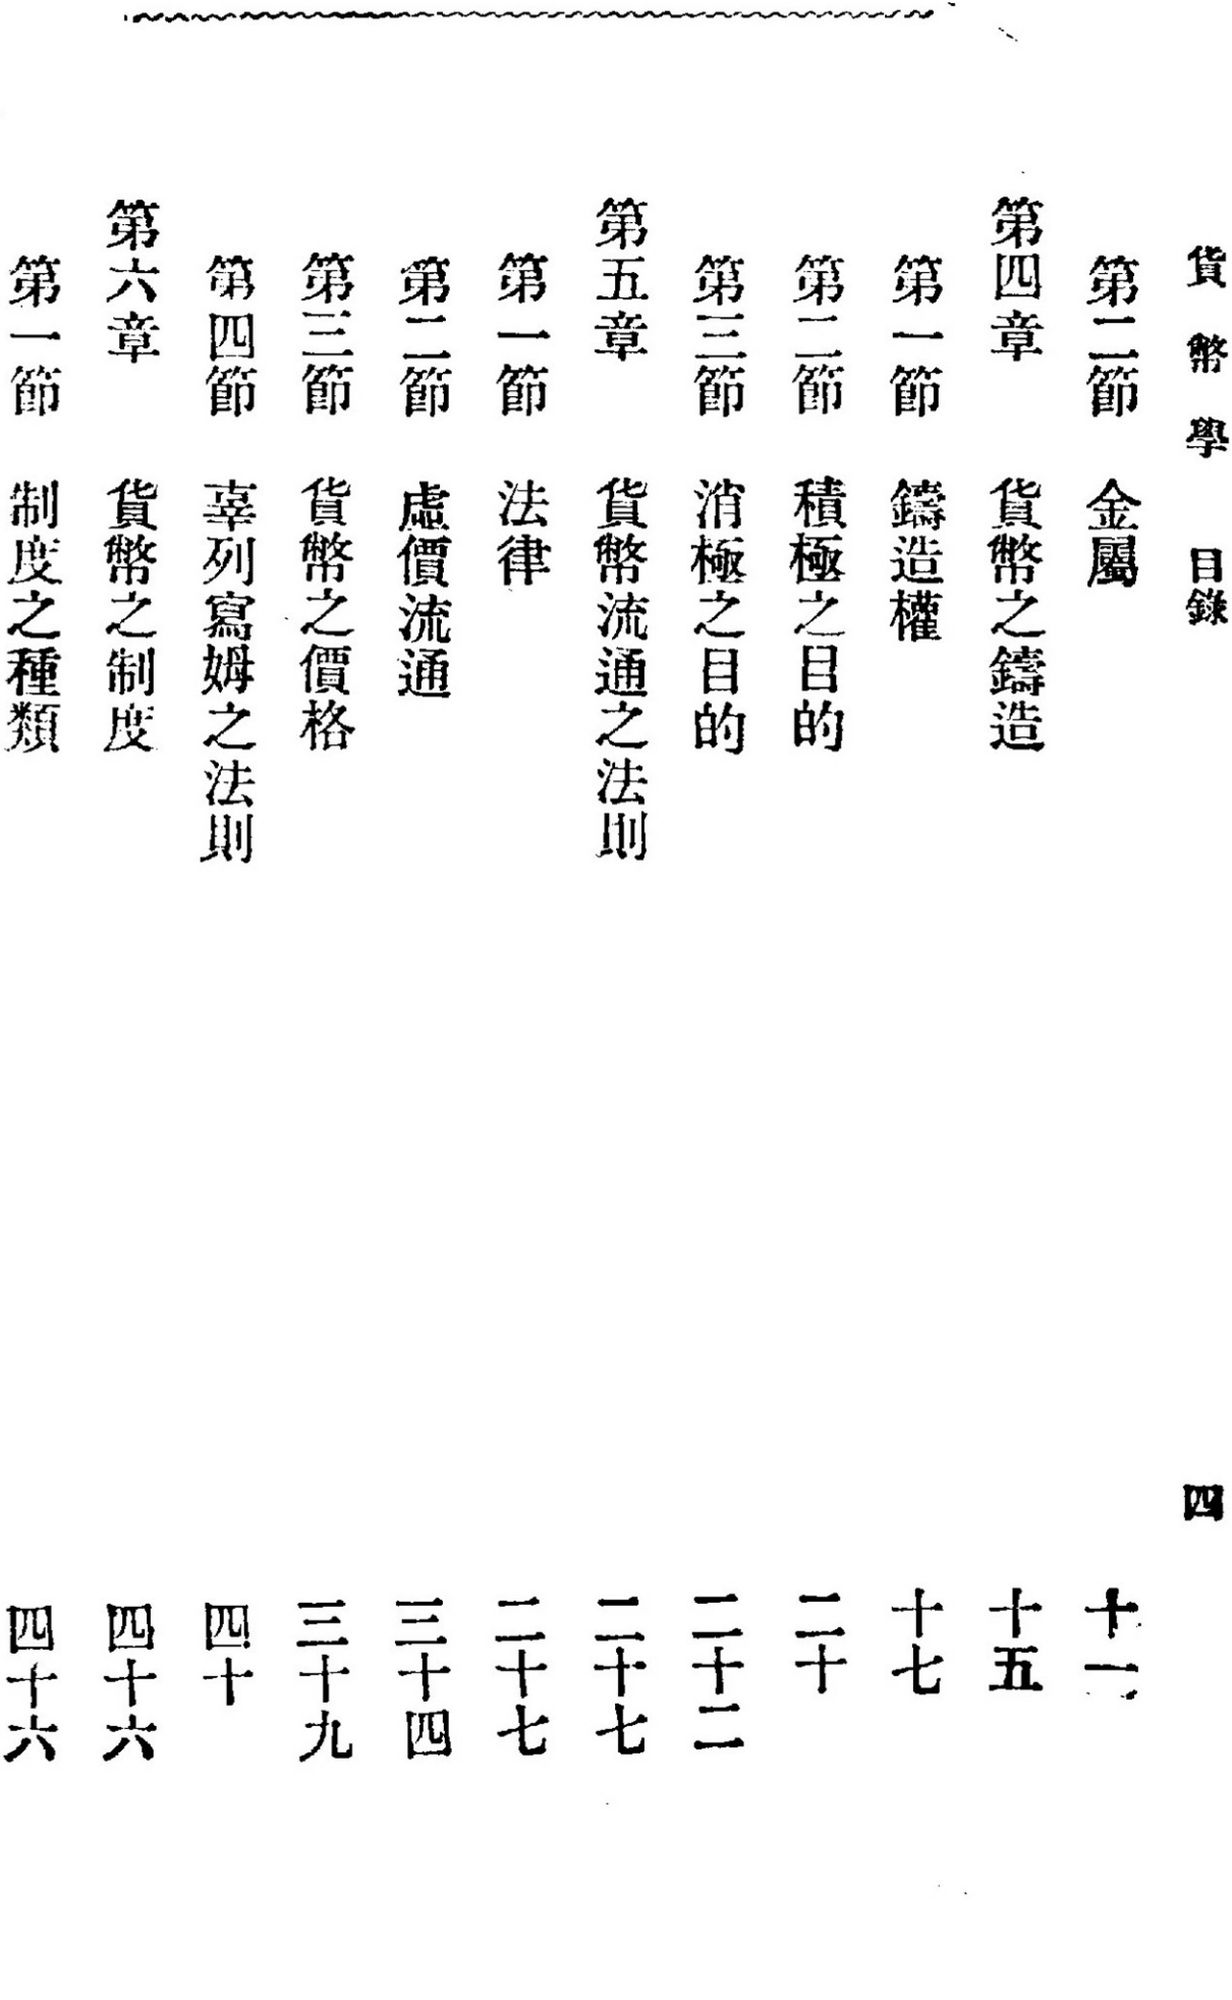 貨幣學 目錄 四
第二節 金屬 十一
第四章 貨幣之鑄造 十五
第一節 鑄造權 十七
第二節 積極之目的 二十
第三節 消極之目的 二十二
第五章 貨幣流通之法則 二十七
第一節 法律 二十七
第二節 虛價流通 三十四
第三節 貨幣之價格 三十九
第四節 辜列寫姆之法則 四十
第六章 貨幣之制度 四十六
第一節 制度之種類 四十六